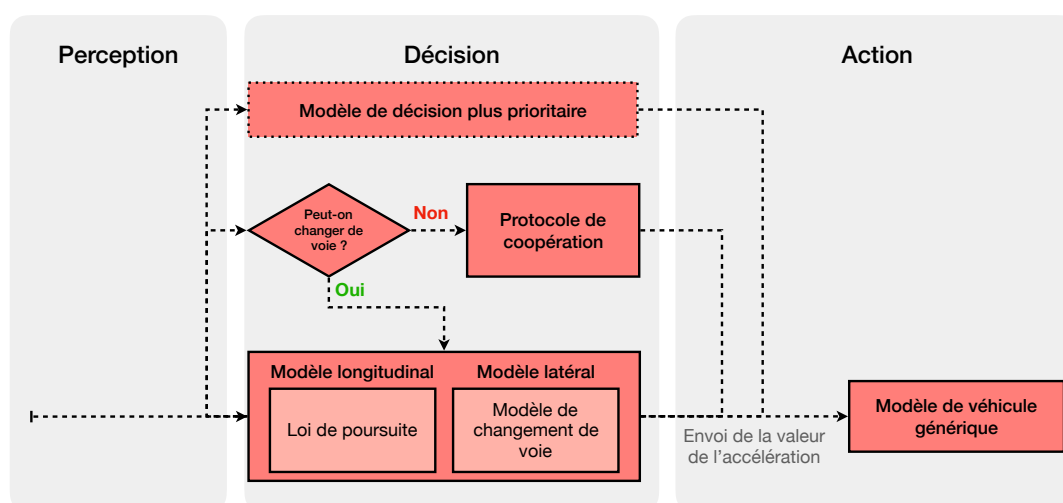 Perception
Décision
Action
Modèle de décision plus prioritaire
Peut-on
changer de
voie ?
Non
Protocole de
coopération
Oui
Modèle longitudinal
Modèle latéral
Loi de poursuite
Modèle de
changement de
voie
Envoi de la valeur
de l'accélération
Modèle de véhicule
générique